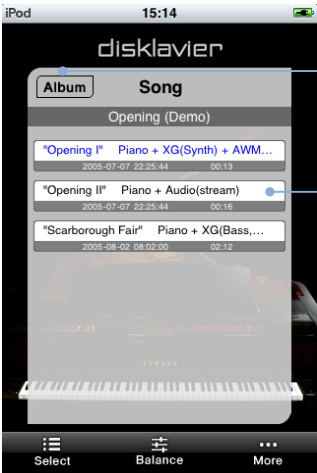 iPod 15:14
disklavier
Album Song
Opening (Demo)
"Opening I" Piano + XG(Synth) + AWM...
2005-07-07 22:25:44 00:13
"Opening II" Piano + Audio(stream)
2005-07-07 22:25:44 00:16
"Scarborough Fair" Piano + XG(Bass,...
2005-08-02 08:02:00 02:12
YAMAHA
Select Balance More